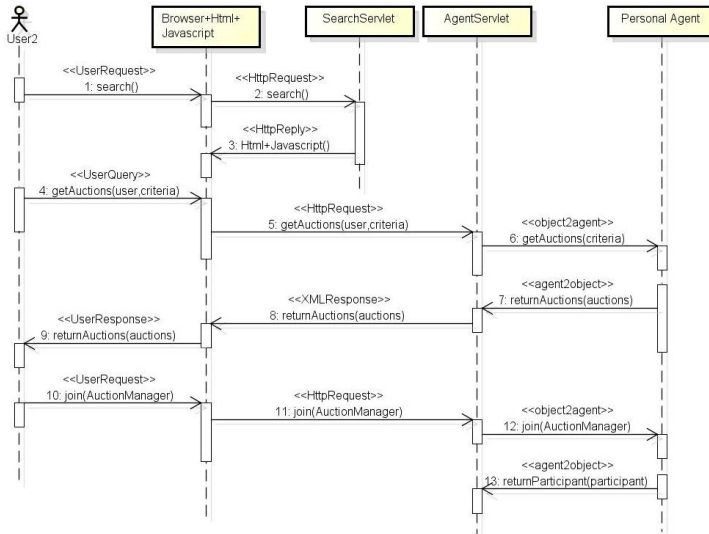 User2
Browser+Html+
Javascript
SearchServlet
AgentServlet
Personal Agent
<<UserRequest>>
1: search()
<<HttpRequest>>
2: search()
<<HttpReply>>
3: Html+Javascript()
<<UserQuery>>
4: getAuctions(user,criteria)
<<HttpRequest>>
5: getAuctions(user,criteria)
<<object2agent>>
6: getAuctions(criteria)
<<agent2object>>
7: returnAuctions(auctions)
<<XMLResponse>>
8: returnAuctions(auctions)
<<UserResponse>>
9: returnAuctions(auctions)
<<UserRequest>>
10: join(AuctionManager)
<<HttpRequest>>
11: join(AuctionManager)
<<object2agent>>
12: join(AuctionManager)
<<agent2object>>
13: returnParticipant(participant)